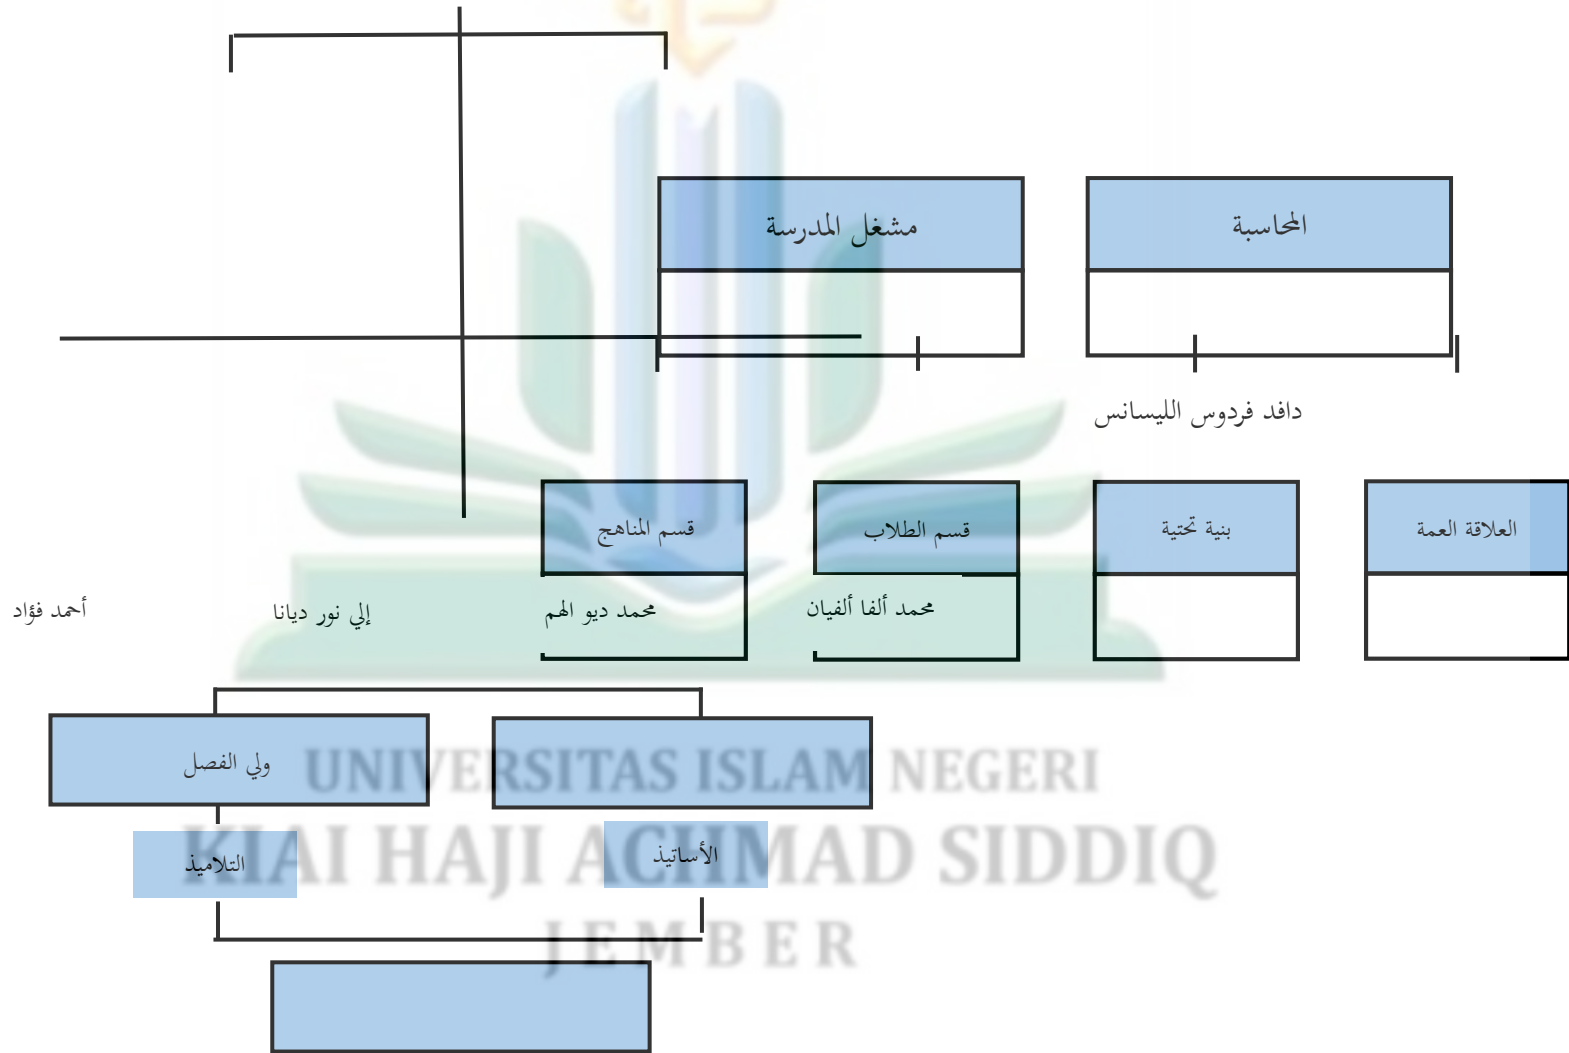 المحاسبة
مشغل المدرسة
دافد فردوس الليسانس
العلاقة العمة
بنية تحتية
قسم الطلاب
قسم المناهج
محمد ألفا ألفيان
محمد ديو الهم
إلي نور ديانا
أحمد فؤاد
ولي الفصل
UNIVERSITAS ISLAM NEGERI
الأساتيذ
التلاميذ
KIAI HAJI ACHMAD SIDDIQ
JEMBER